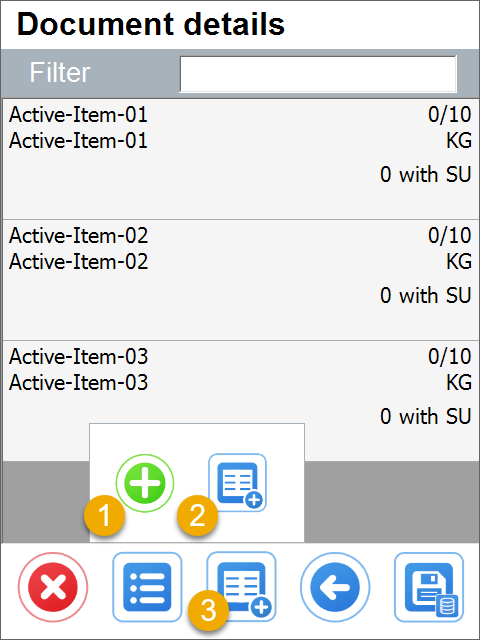 Document details
Filter
Active-Item-01 0/10
Active-Item-01 KG
0 with SU
Active-Item-02 0/10
Active-Item-02 KG
0 with SU
Active-Item-03 0/10
Active-Item-03 KG
0 with SU
1 2
3